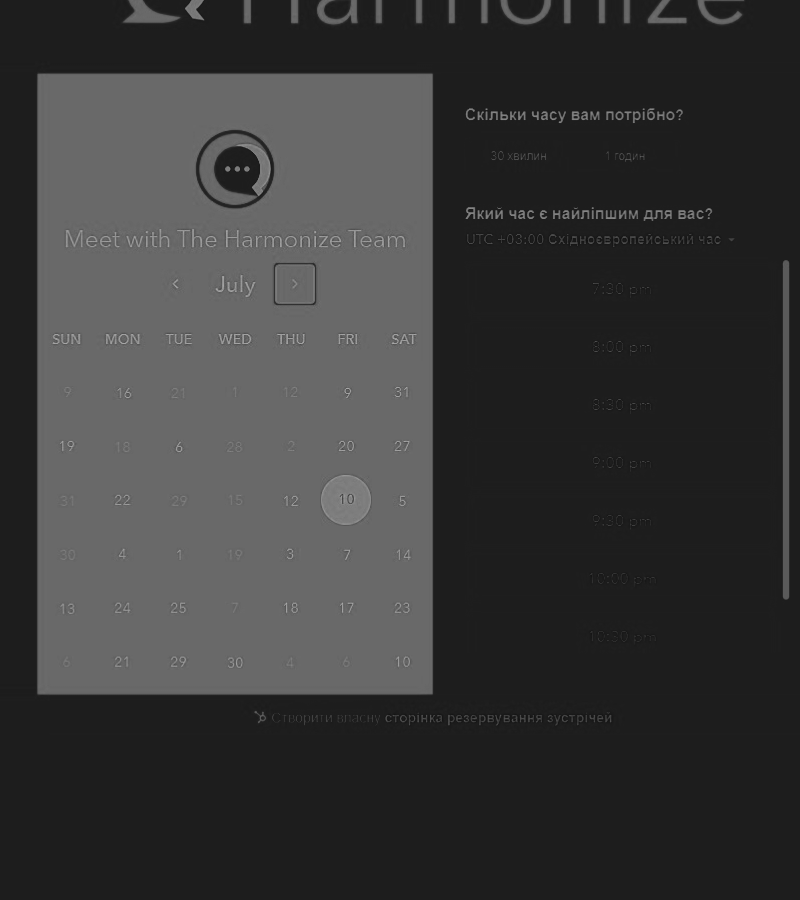 Harmonize
Meet with The Harmonize Team
July
SUN MON TUE WED THU FRI SAT
9 16 21 1 12 9 31
19 18 6 28 2 20 27
31 22 29 15 12 10 5
30 4 1 19 3 7 14
13 24 25 7 18 17 23
6 21 29 30 4 6 10
Скільки часу вам потрібно?
30 хвилин 1 годин
Який час є найліпшим для вас?
UTC +03:00 Східноєвропейський час
7:30 pm
8:00 pm
8:30 pm
9:00 pm
9:30 pm
10:00 pm
10:30 pm
Створити власну сторінка резервування зустрічей